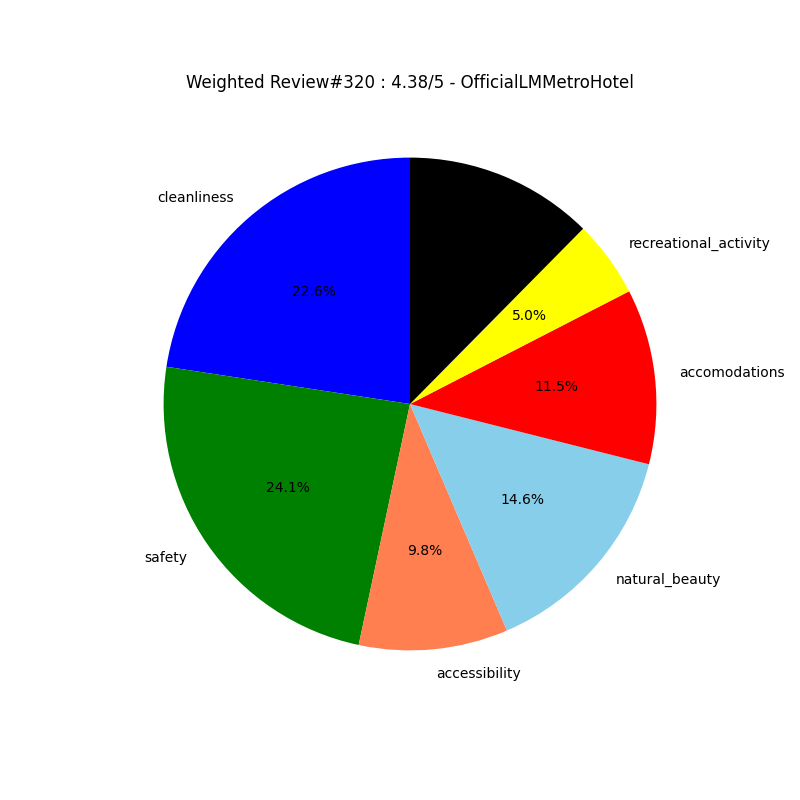 Weighted Review#320 : 4.38/5 - OfficialLMMetroHotel
cleanliness
recreational_activity
22.6%
5.0%
accomodations
11.5%
24.1%
14.6%
9.8%
safety
natural_beauty
accessibility